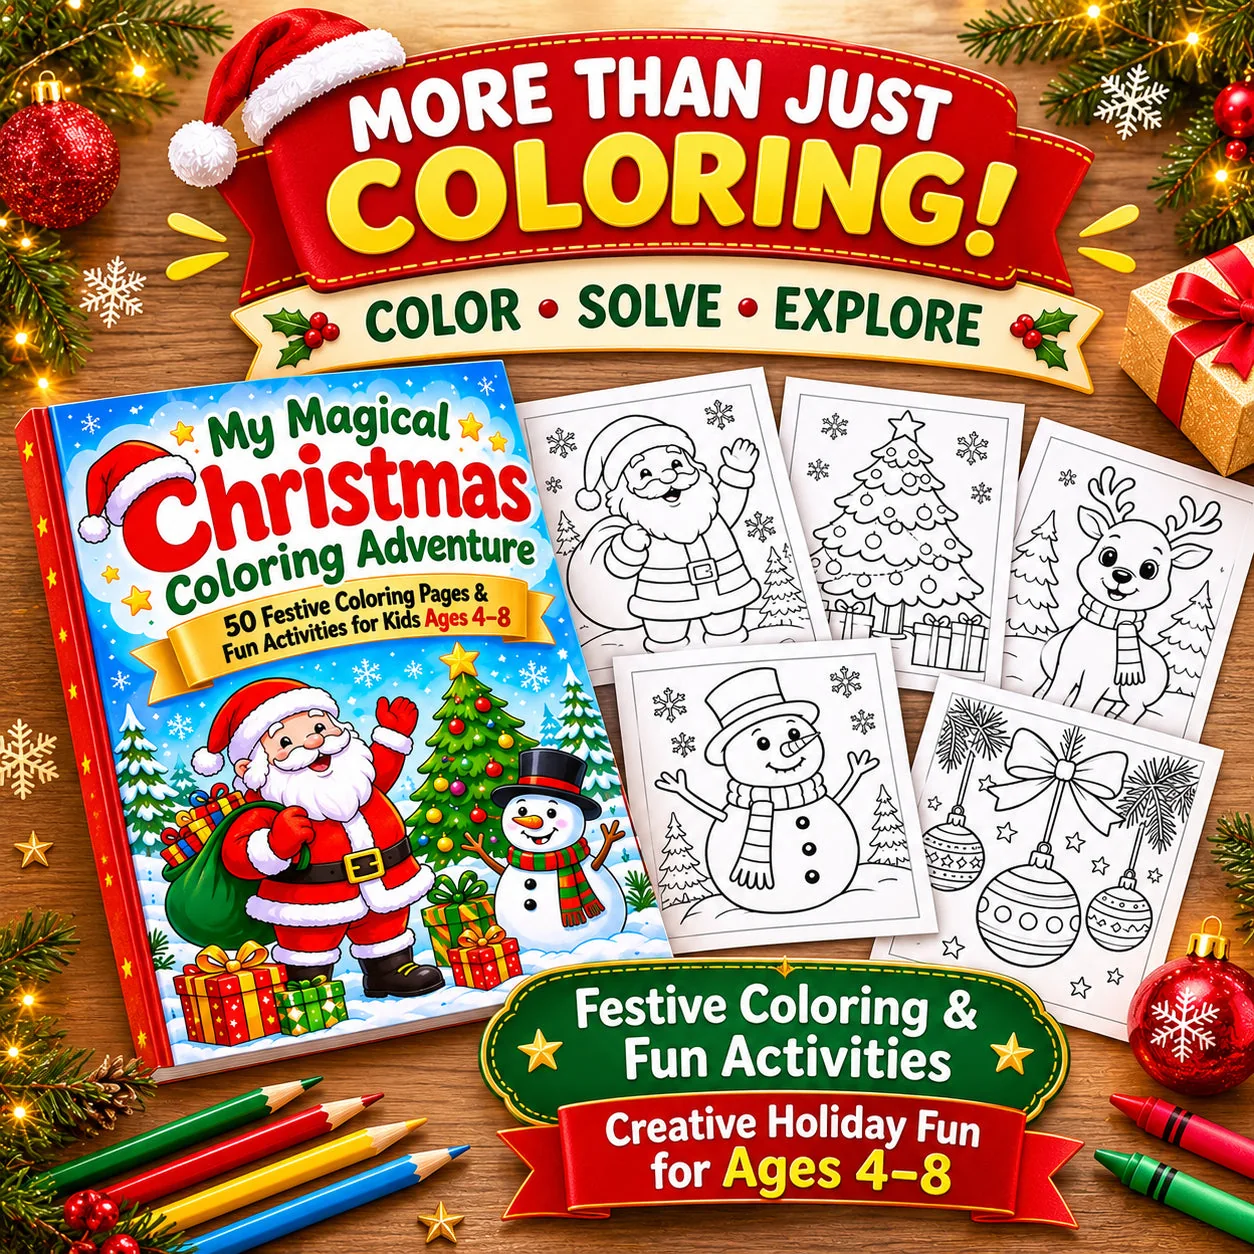 MORE THAN JUST
COLORING!
COLOR • SOLVE • EXPLORE
My Magical
Christmas
Coloring Adventure
50 Festive Coloring Pages &
Fun Activities for Kids Ages 4–8
Festive Coloring &
Fun Activities
Creative Holiday Fun
for Ages 4–8